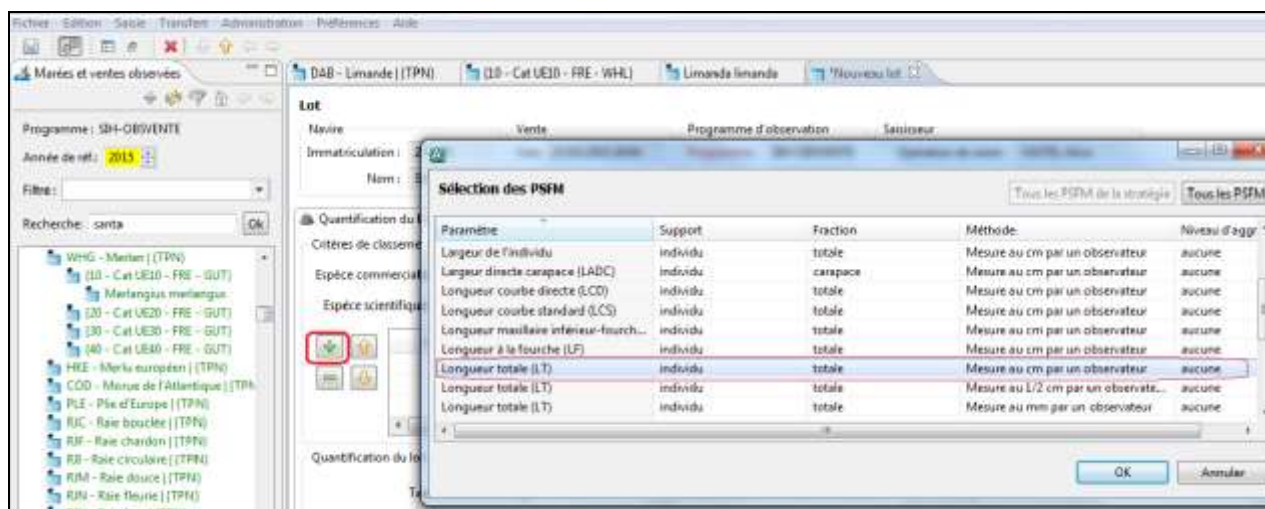 Fichier Edition Saisie Transfert Administration Préférences Aide
Marées et ventes observées
DAB - Limande | (TPN)
(10 - Cat UE10 - FRE - WHL)
Limanda limanda
*Nouveau lot
Programme : SIH-OBSVENTE
Année de réf.: 2015
Filtre :
Recherche: santa Ok
WHG - Merlan | (TPN)
(10 - Cat UE10 - FRE - GUT)
Merlangius merlangus
(20 - Cat UE20 - FRE - GUT)
(30 - Cat UE30 - FRE - GUT)
(40 - Cat UE40 - FRE - GUT)
HKE - Merlu européen | (TPN)
COD - Morue de l'Atlantique | (TPN
PLE - Plie d'Europe | (TPN)
RJC - Raie bouclée | (TPN)
RJF - Raie chardon | (TPN)
RJI - Raie circulaire | (TPN)
RJM - Raie douce | (TPN)
RJN - Raie fleurie | (TPN)
Lot
Navire Vente Programme d'observation Saisisseur
Immatriculation :
Nom :
Quantification du l
Critères de classeme
Espèce commercial
Espèce scientifique
Quantification du lo
Sélection des PSFM
Tous les PSFM de la stratégie Tous les PSFM
Paramètre Support Fraction Méthode Niveau d'aggr
Largeur de l'individu individu totale Mesure au cm par un observateur aucune
Largeur directe carapace (LADC) individu carapace Mesure au cm par un observateur aucune
Longueur courbe directe (LCD) individu totale Mesure au cm par un observateur aucune
Longueur courbe standard (LCS) individu totale Mesure au cm par un observateur aucune
Longueur maxillaire inférieur-fourch... individu totale Mesure au cm par un observateur aucune
Longueur à la fourche (LF) individu totale Mesure au cm par un observateur aucune
Longueur totale (LT) individu totale Mesure au cm par un observateur aucune
Longueur totale (LT) individu totale Mesure au 1/2 cm par un observate... aucune
Longueur totale (LT) individu totale Mesure au mm par un observateur aucune
OK Annuler